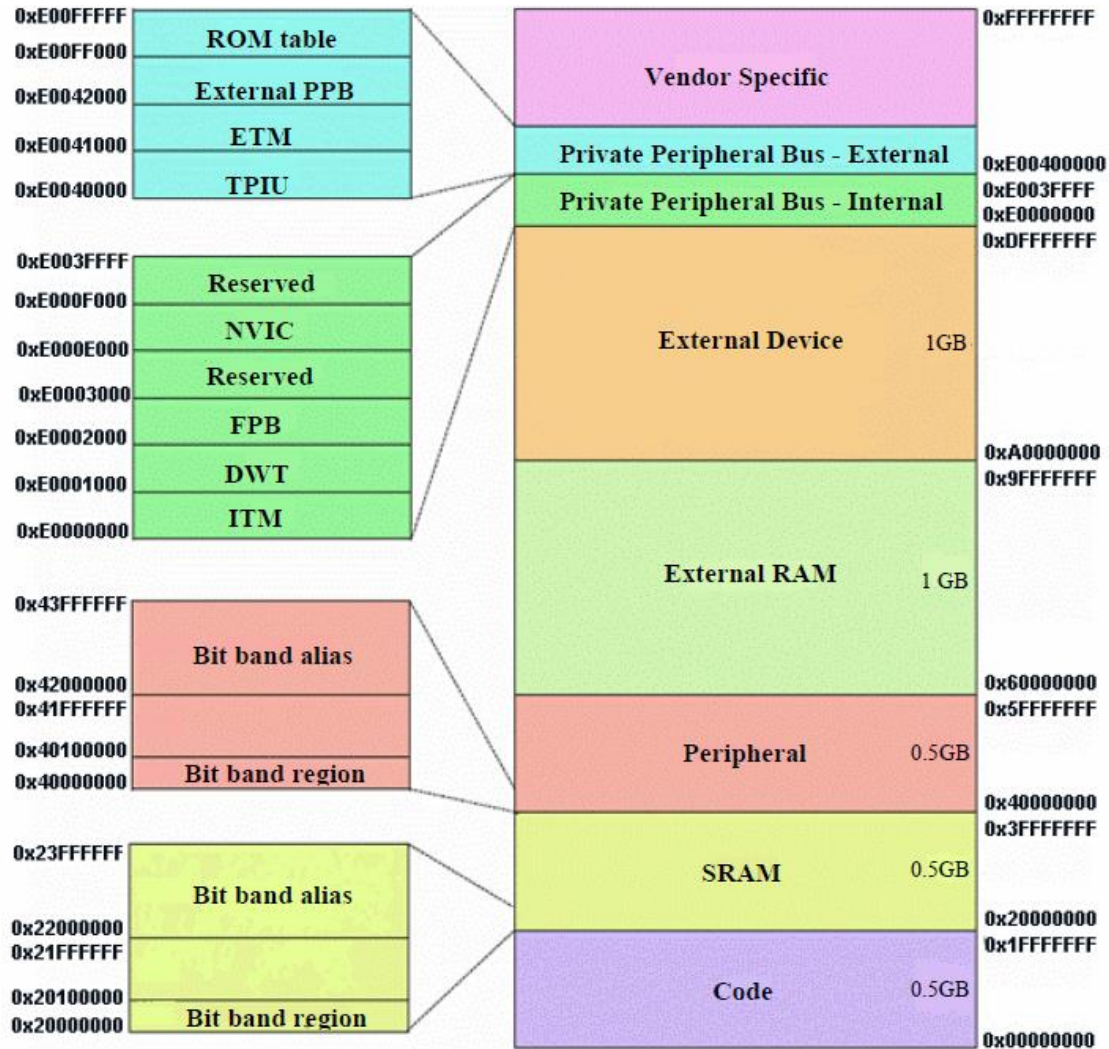 0xE00FFFFF
ROM table
0xE00FF000
External PPB
0xE0042000
ETM
0xE0041000
TPIU
0xE0040000
0xE003FFFF
Reserved
0xE000F000
NVIC
0xE000E000
Reserved
0xE0003000
FPB
0xE0002000
DWT
0xE0001000
ITM
0xE0000000
0x43FFFFFF
Bit band alias
0x42000000
0x41FFFFFF
0x40100000
Bit band region
0x40000000
0x23FFFFFF
Bit band alias
0x22000000
0x21FFFFFF
0x20100000
Bit band region
0x20000000
0xFFFFFFFF
Vendor Specific
Private Peripheral Bus - External
0xE00400000
0xE003FFFF
Private Peripheral Bus - Internal
0xE0000000
0xDFFFFFFF
External Device 1GB
0xA0000000
0x9FFFFFFF
External RAM 1 GB
0x60000000
0x5FFFFFFF
Peripheral 0.5GB
0x40000000
0x3FFFFFFF
SRAM 0.5GB
0x20000000
0x1FFFFFFF
Code 0.5GB
0x00000000